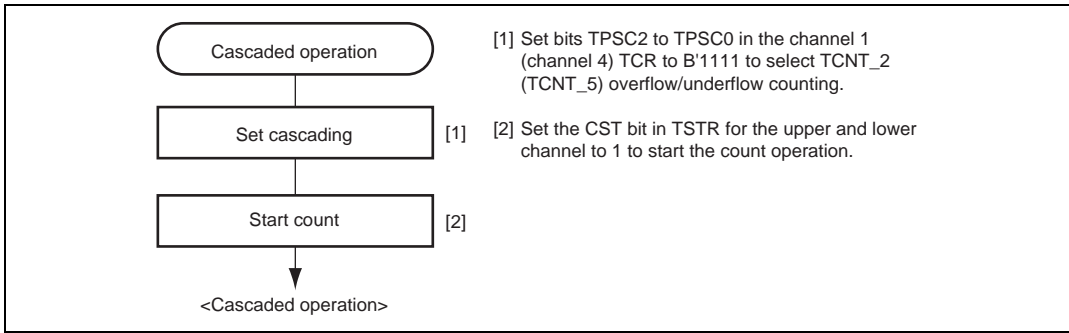 Cascaded operation
Set cascading
[1]
Start count
[2]
<Cascaded operation>
[1] Set bits TPSC2 to TPSC0 in the channel 1
(channel 4) TCR to B'1111 to select TCNT_2
(TCNT_5) overflow/underflow counting.
[2] Set the CST bit in TSTR for the upper and lower
channel to 1 to start the count operation.